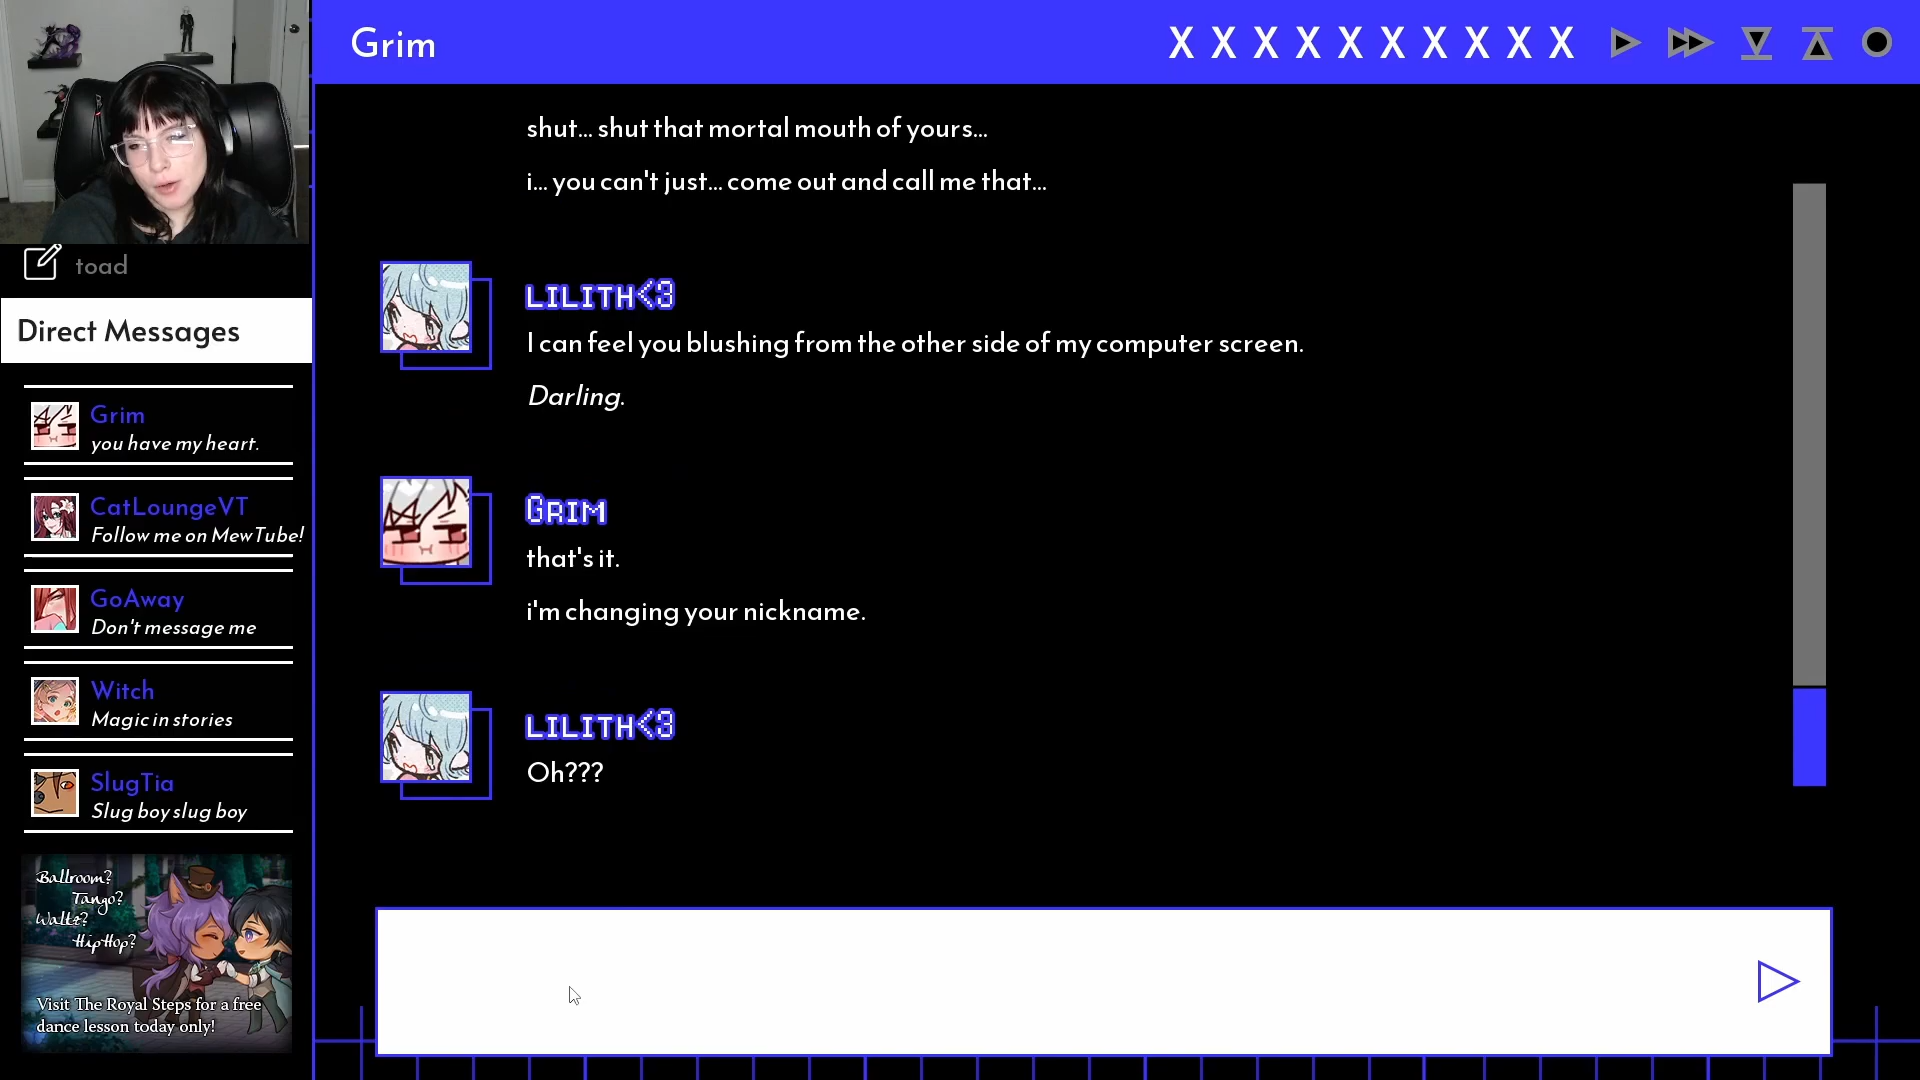 Grim
X X X X X X X X X X
shut... shut that mortal mouth of yours...
i... you can't just... come out and call me that...
LILITH<3
I can feel you blushing from the other side of my computer screen.
Darling.
Grim
that's it.
i'm changing your nickname.
LILITH<3
Oh???
toad
Direct Messages
Grim
you have my heart.
CatLoungeVT
Follow me on MewTube!
GoAway
Don't message me
Witch
Magic in stories
SlugTia
Slug boy slug boy
Ballroom?
Tango?
Waltz?
HipHop?
Visit The Royal Steps for a free
dance lesson today only!